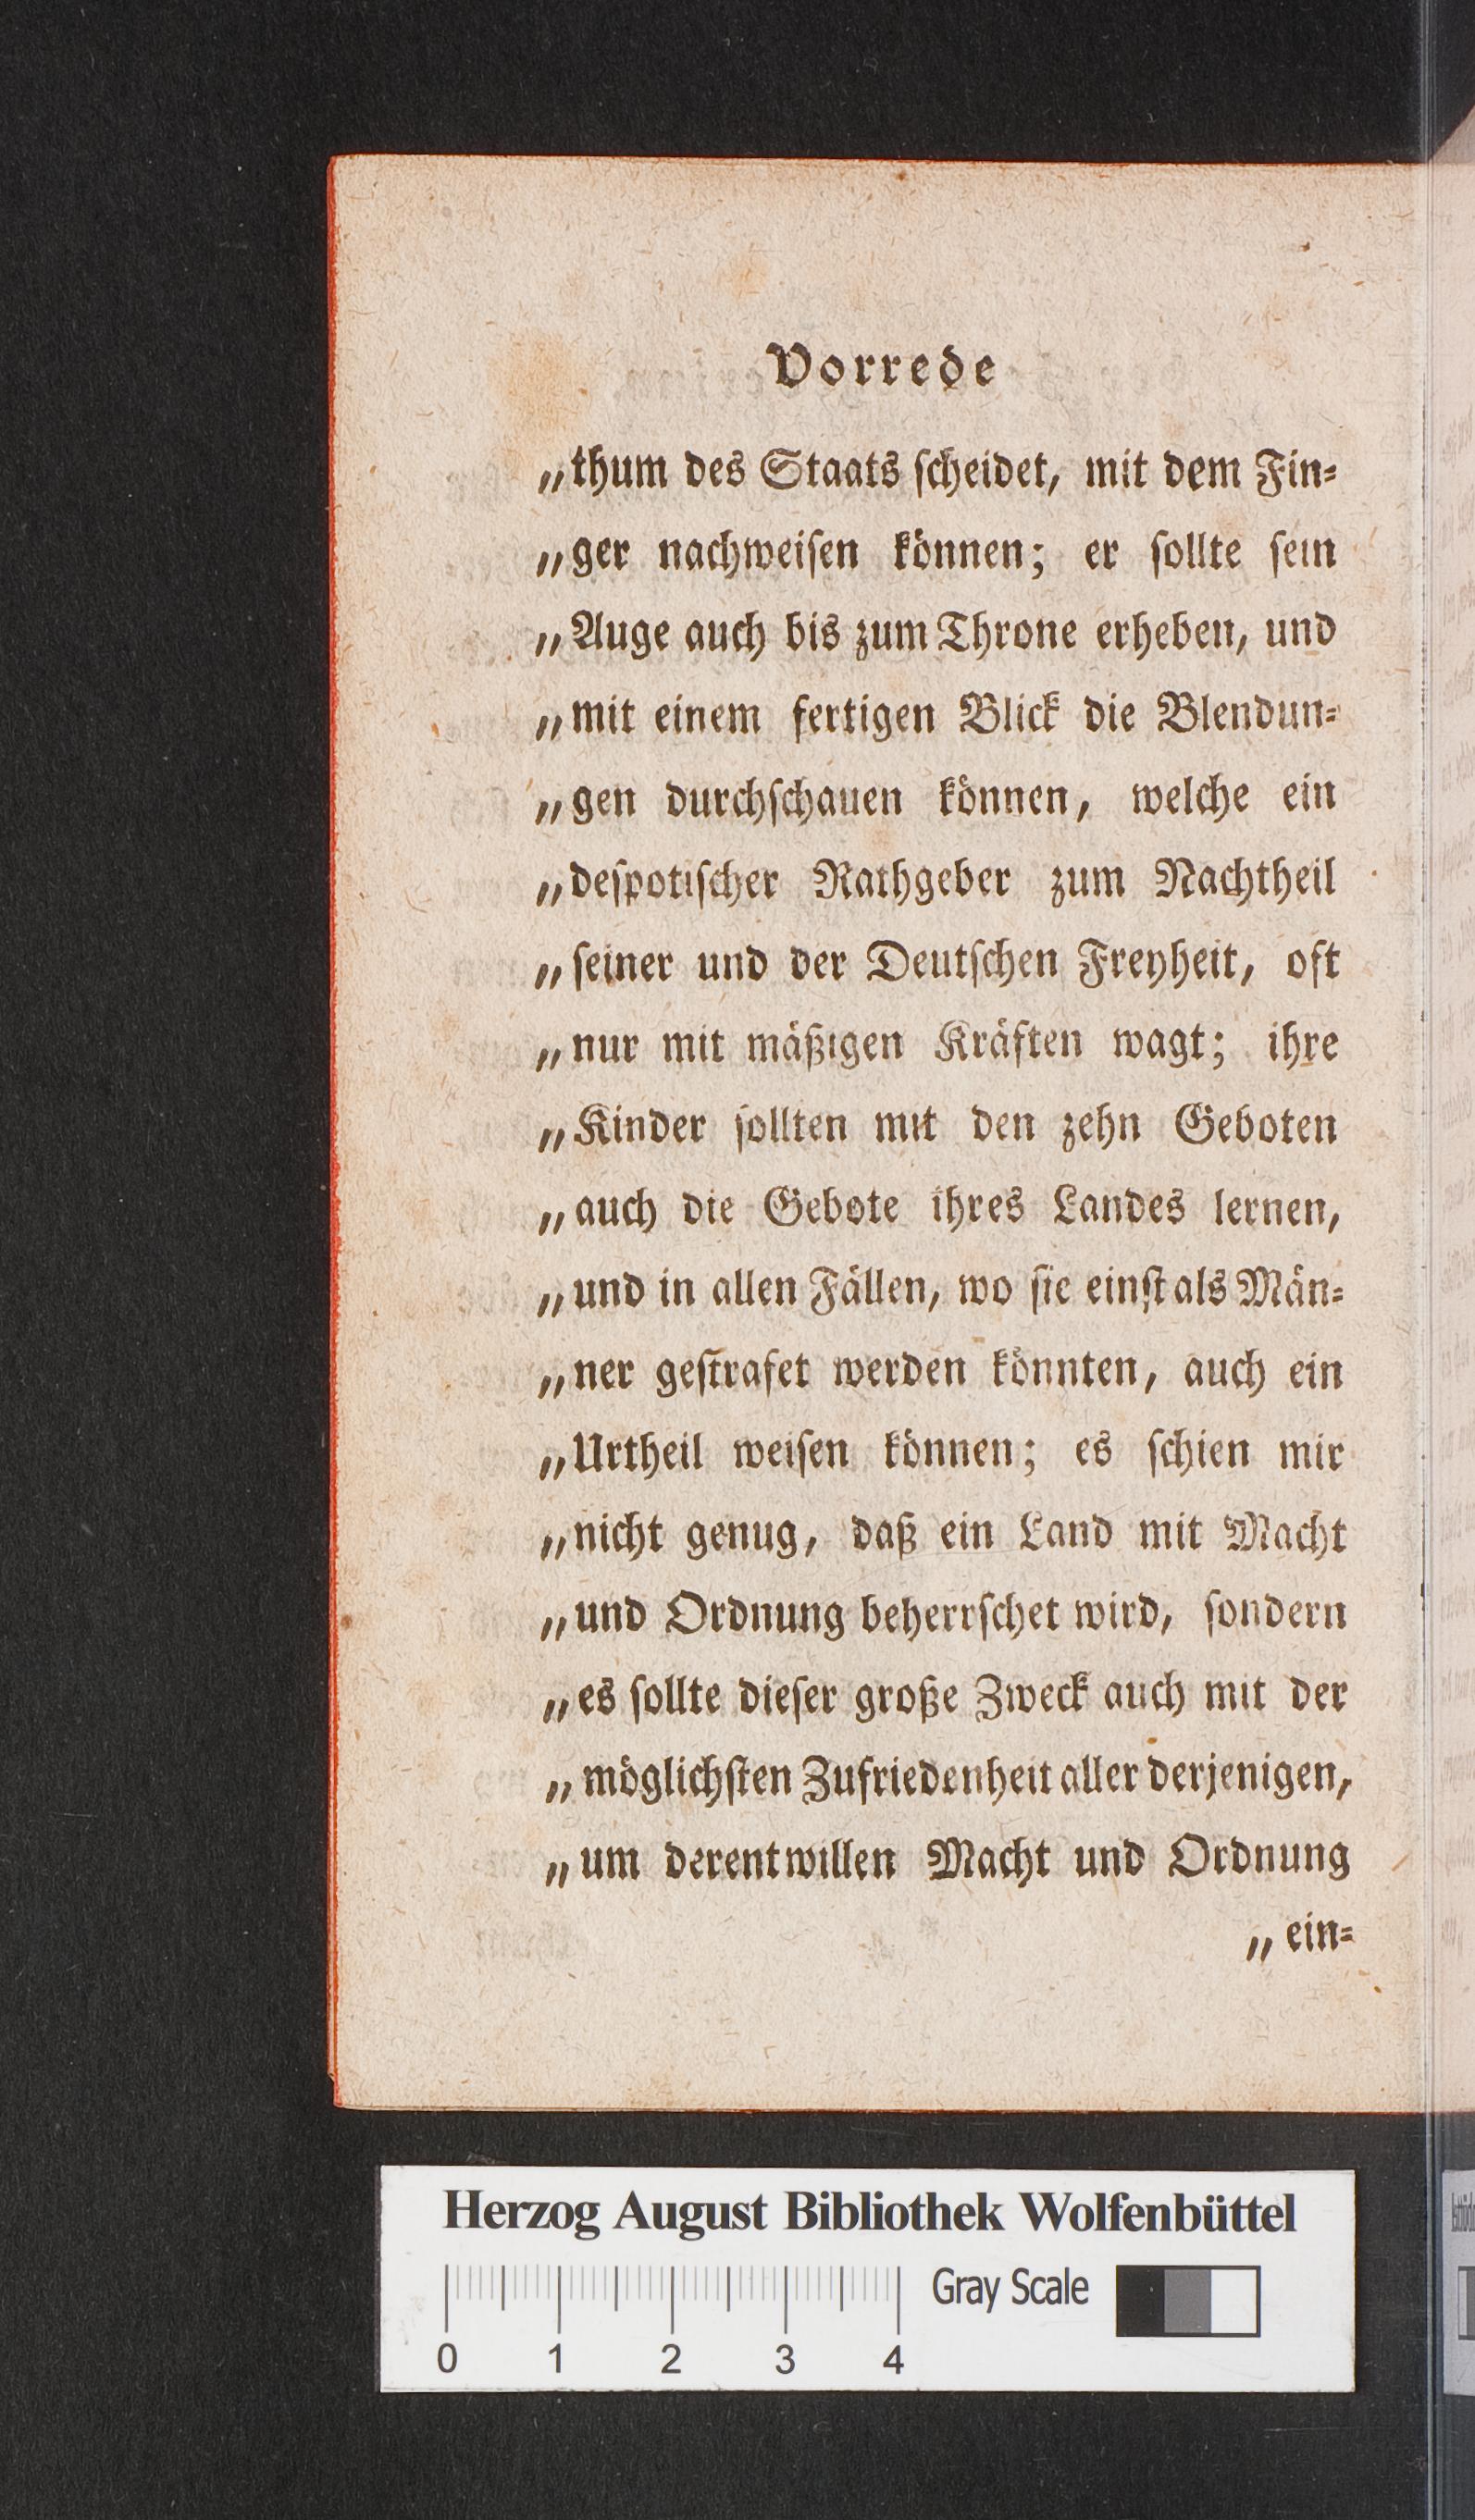 Vorrede
„thum des Staats ſcheidet, mit dem Fin⸗
„ger nachweiſen können; er ſollte ſein
„Auge auch bis zum Throne erheben, und
„mit einem fertigen Blick die Blendun⸗
„gen durchſchauen können, welche ein
„deſpotiſcher Rathgeber zum Nachtheil
„ſeiner und der Deutſchen Freyheit, oft
„nur mit mäßigen Kräften wagt; ihre
„Kinder ſollten mit den zehn Geboten
„auch die Gebote ihres Landes lernen,
„und in allen Fällen, wo ſie einſt als Män⸗
„ner geſtrafet werden könnten, auch ein
„Urtheil weiſen können; es ſchien mir
„nicht genug, daß ein Land mit Macht
„und Ordnung beherrſchet wird, ſondern
„es ſollte dieſer große Zweck auch mit der
„möglichſten Zufriedenheit aller derjenigen,
„um derentwillen Macht und Ordnung
„ein⸗
Herzog August Bibliothek Wolfenbüttel
Gray Scale
0 1 2 3 4